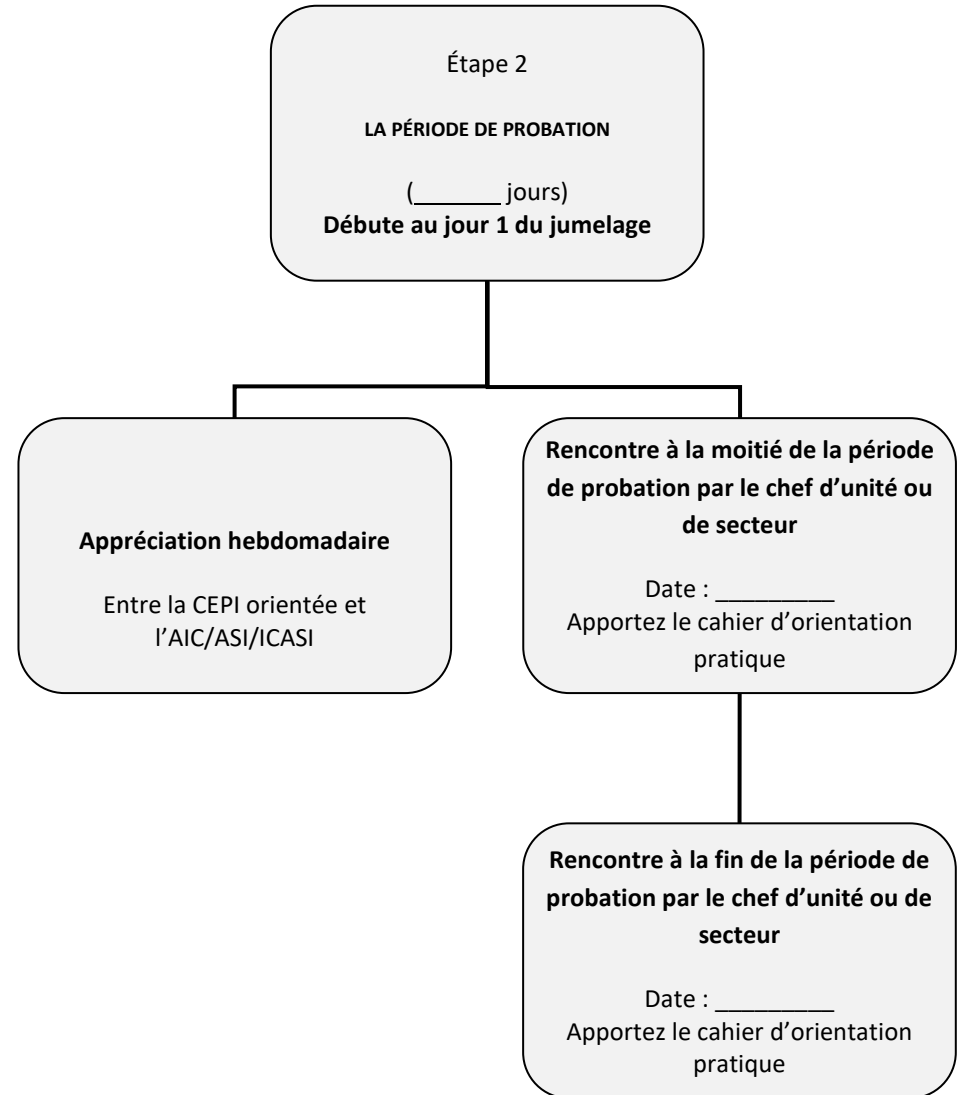 Étape 2
LA PÉRIODE DE PROBATION
(_______ jours)
Débute au jour 1 du jumelage
Appréciation hebdomadaire
Entre la CEPI orientée et
l’AIC/ASI/ICASI
Rencontre à la moitié de la période
de probation par le chef d’unité ou
de secteur
Date : _________
Apportez le cahier d’orientation
pratique
Rencontre à la fin de la période de
probation par le chef d’unité ou de
secteur
Date : _________
Apportez le cahier d’orientation
pratique